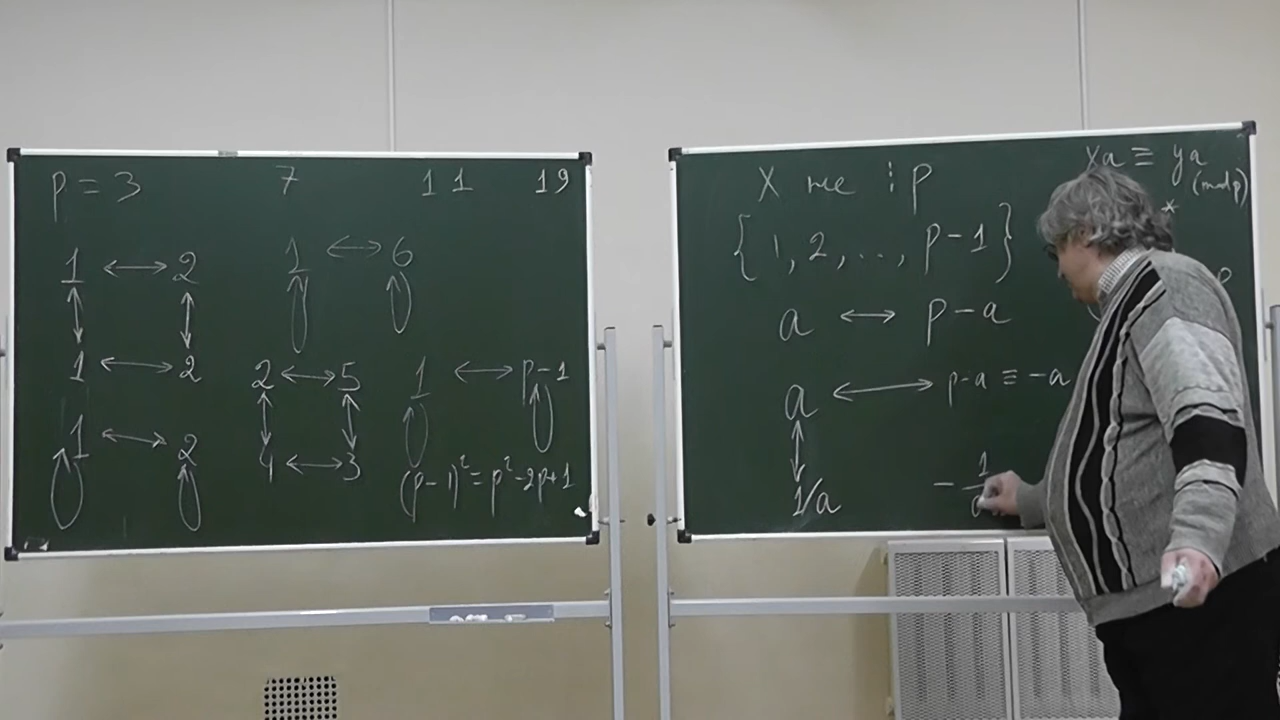 p = 3 7 11 19
1 ↔ 2 1 ↔ 6
1 ↔ 2 2 ↔ 5 1 ↔ p-1
1 ↔ 2 4 ↔ 3 (p-1)² = p² - 2p + 1
xa ≡ ya
(mod p)
*
X не ⋮ p
{1, 2, ..., p-1}
a ↔ p-a
a ↔ p-a ≡ -a
1/a - 1